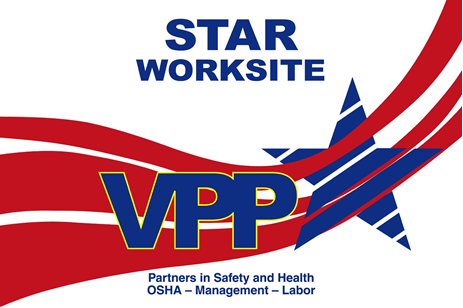 STAR
WORKSITE
VPP
Partners in Safety and Health
OSHA – Management – Labor